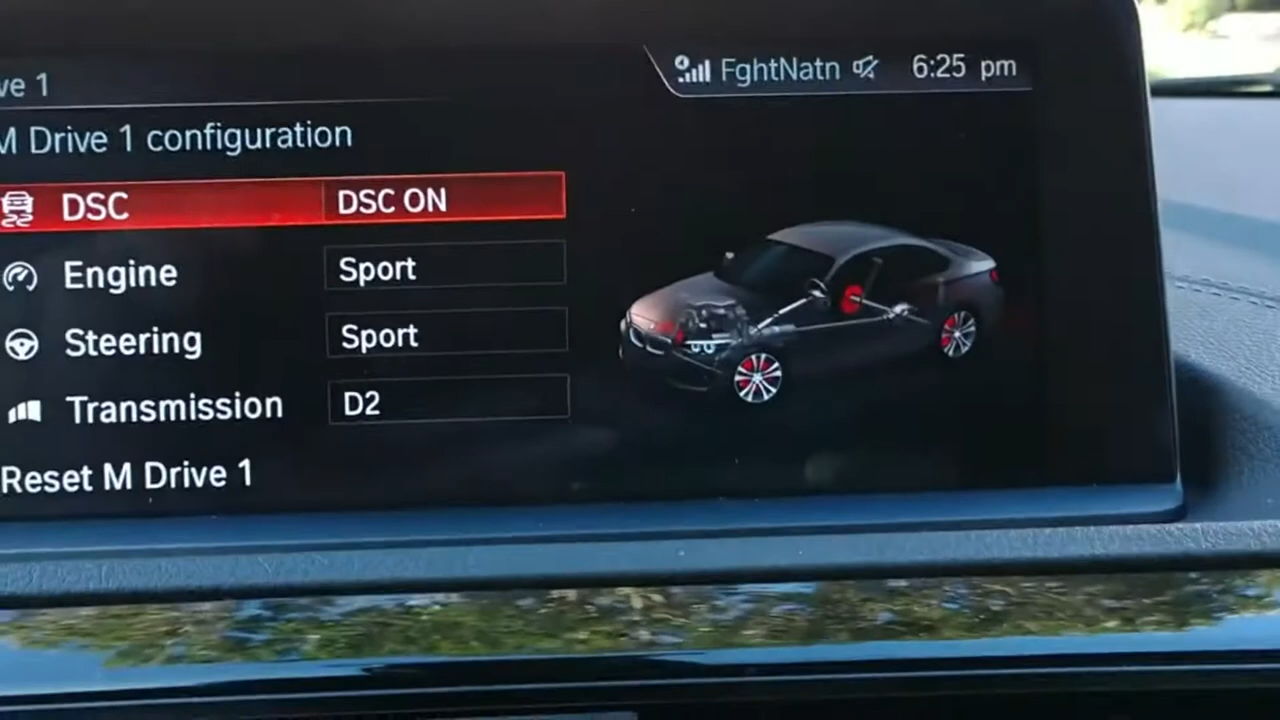 ve 1
FghtNatn 6:25 pm
M Drive 1 configuration
DSC DSC ON
Engine Sport
Steering Sport
Transmission D2
Reset M Drive 1